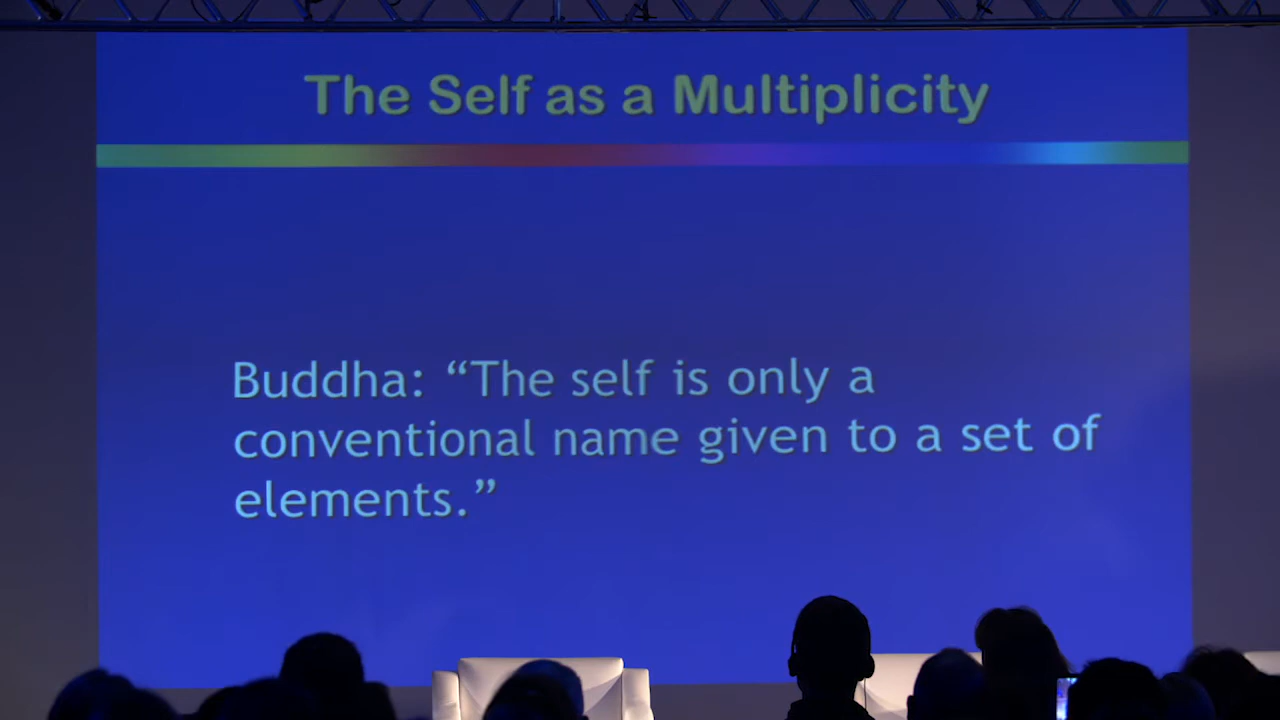 The Self as a Multiplicity
Buddha: “The self is only a
conventional name given to a set of
elements.”